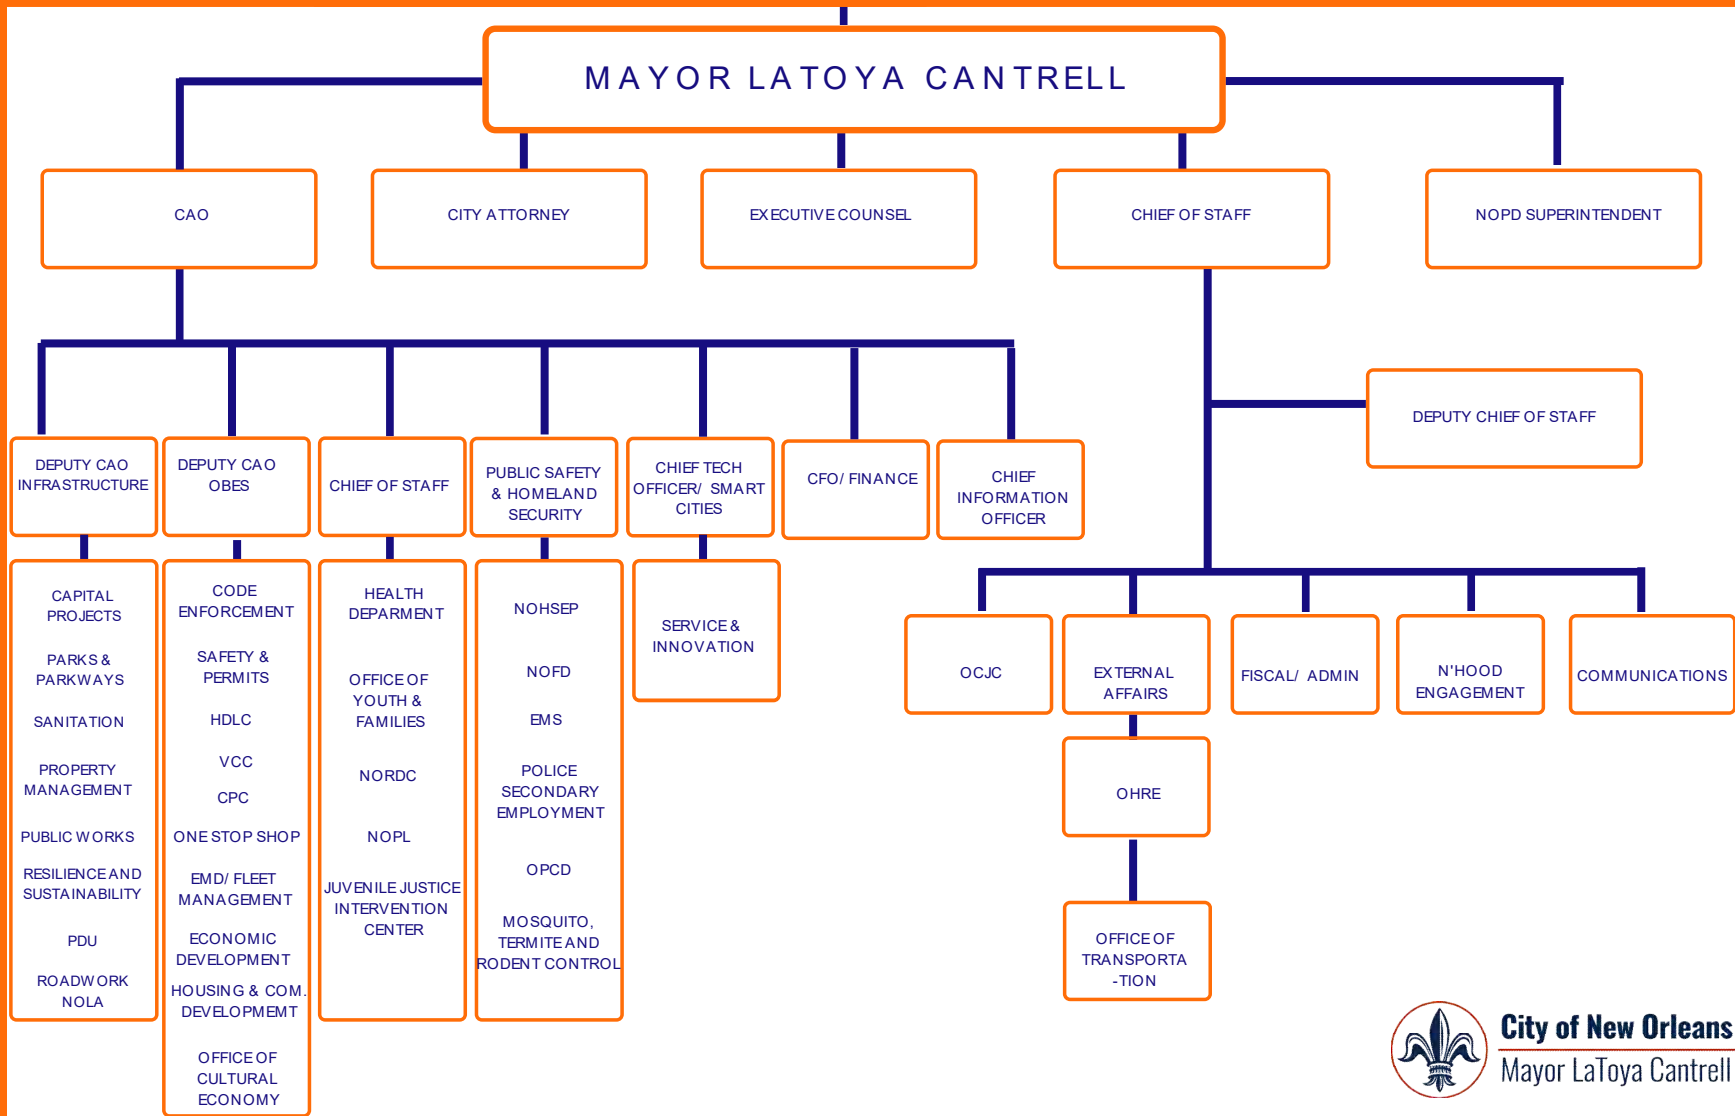 MAYOR LATOYA CANTRELL
CAO
CITY ATTORNEY
EXECUTIVE COUNSEL
CHIEF OF STAFF
NOPD SUPERINTENDENT
DEPUTY CHIEF OF STAFF
DEPUTY CAO
INFRASTRUCTURE
DEPUTY CAO
OBES
CHIEF OF STAFF
PUBLIC SAFETY
& HOMELAND
SECURITY
CHIEF TECH
OFFICER/ SMART
CITIES
CFO/ FINANCE
CHIEF
INFORMATION
OFFICER
CAPITAL
PROJECTS
PARKS &
PARKWAYS
SANITATION
PROPERTY
MANAGEMENT
PUBLIC WORKS
RESILIENCE AND
SUSTAINABILITY
PDU
ROADWORK
NOLA
CODE
ENFORCEMENT
SAFETY &
PERMITS
HDLC
VCC
CPC
ONE STOP SHOP
EMD/ FLEET
MANAGEMENT
ECONOMIC
DEVELOPMENT
HOUSING & COM.
DEVELOPMEMT
OFFICE OF
CULTURAL
ECONOMY
HEALTH
DEPARMENT
OFFICE OF
YOUTH &
FAMILIES
NORDC
NOPL
JUVENILE JUSTICE
INTERVENTION
CENTER
NOHSEP
NOFD
EMS
POLICE
SECONDARY
EMPLOYMENT
OPCD
MOSQUITO,
TERMITE AND
RODENT CONTROL
SERVICE &
INNOVATION
OCJC
EXTERNAL
AFFAIRS
FISCAL/ ADMIN
N'HOOD
ENGAGEMENT
COMMUNICATIONS
OHRE
OFFICE OF
TRANSPORTA
-TION
City of New Orleans
Mayor LaToya Cantrell